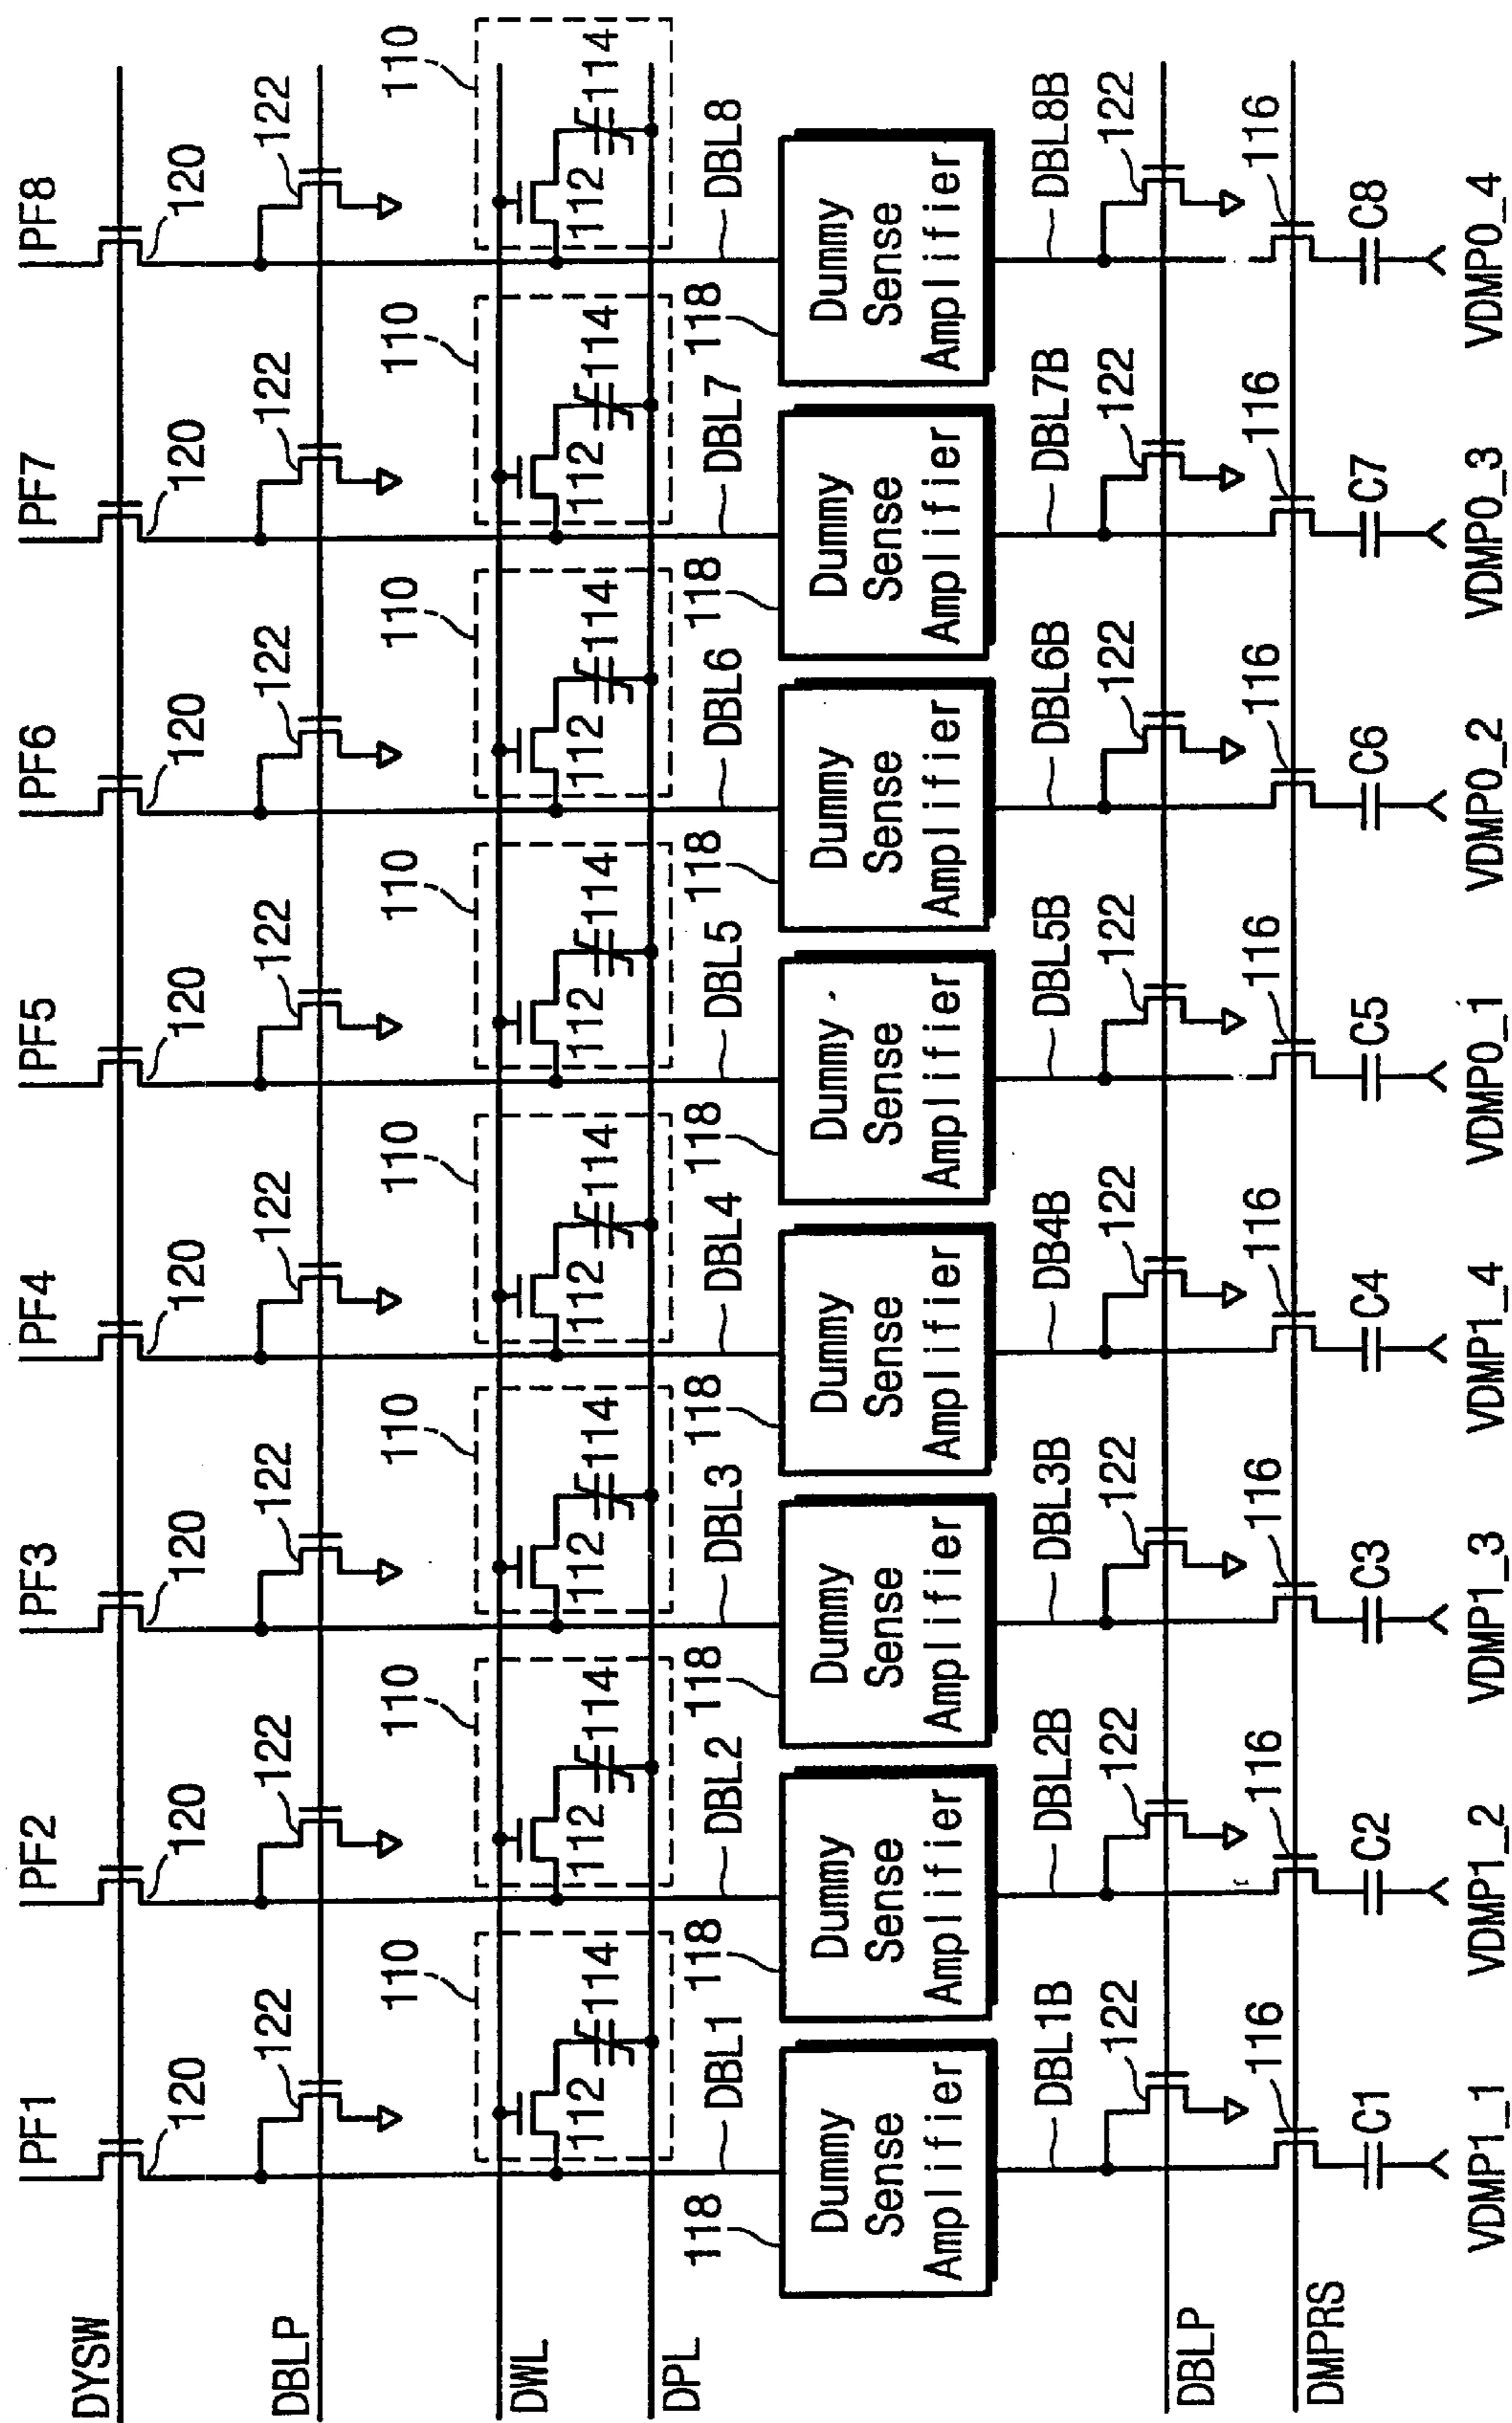 PF1 PF2 PF3 PF4 PF5 PF6 PF7 PF8
DYSW
120 120 120 120 120 120 120 120
DBLP
122 122 122 122 122 122 122 122
110 110 110 110 110 110 110 110
DWL
112 114 112 114 112 114 112 114 112 114 112 114 112 114 112 114
DPL
118 DBL1 118 DBL2 118 DBL3 118 DBL4 118 DBL5 118 DBL6 118 DBL7 118 DBL8
Dummy Dummy Dummy Dummy Dummy Dummy Dummy Dummy
Sense Sense Sense Sense Sense Sense Sense Sense
Amplifier Amplifier Amplifier Amplifier Amplifier Amplifier Amplifier Amplifier
DBL1B DBL2B DBL3B DB4B DBL5B DBL6B DBL7B DBL8B
122 122 122 122 122 122 122 122
DBLP
116 116 116 116 116 116 116 116
DMPRS
C1 C2 C3 C4 C5 C6 C7 C8
VDMP1_1 VDMP1_2 VDMP1_3 VDMP1_4 VDMP0_1 VDMP0_2 VDMP0_3 VDMP0_4